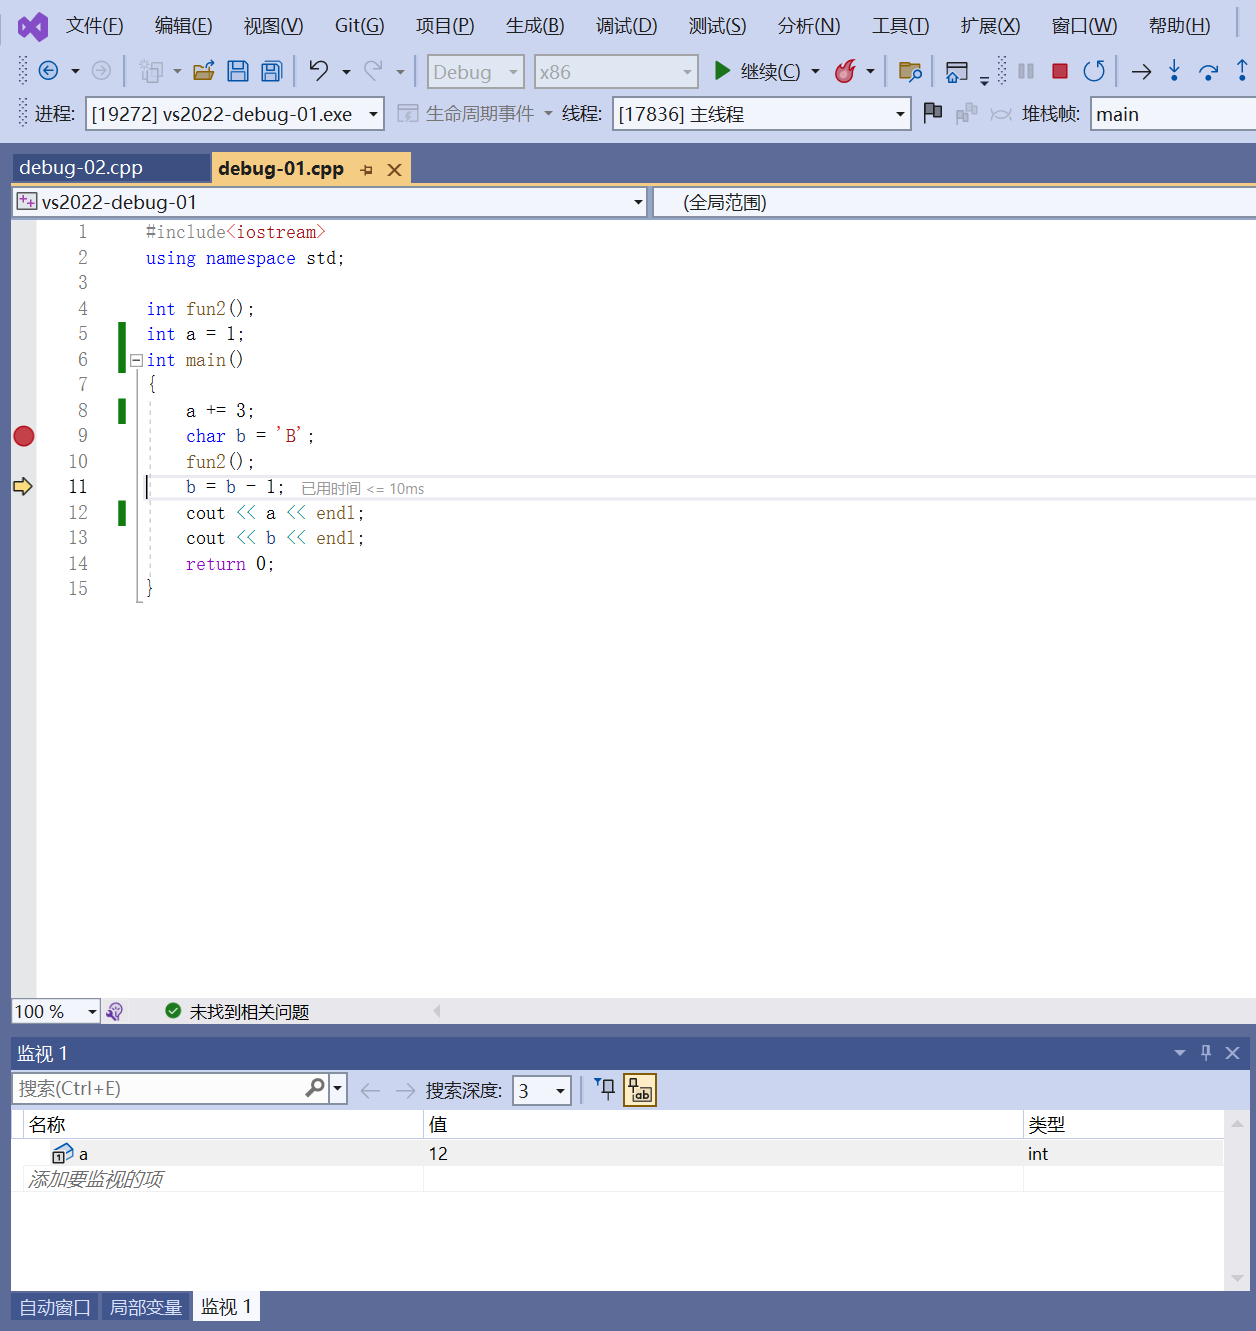 文件(F) 编辑(E) 视图(V) Git(G) 项目(P) 生成(B) 调试(D) 测试(S) 分析(N) 工具(T) 扩展(X) 窗口(W) 帮助(H)
Debug x86 继续(C)
进程: [19272] vs2022-debug-01.exe 生命周期事件 线程: [17836] 主线程 堆栈帧: main
debug-02.cpp debug-01.cpp
vs2022-debug-01 (全局范围)
1 #include<iostream>
2 using namespace std;
3
4 int fun2();
5 int a = 1;
6 int main()
7 {
8 a += 3;
9 char b = 'B';
10 fun2();
11 b = b - 1; 已用时间 <= 10ms
12 cout << a << endl;
13 cout << b << endl;
14 return 0;
15 }
100 % 未找到相关问题
监视 1
搜索(Ctrl+E) 搜索深度: 3
名称 值 类型
a 12 int
添加要监视的项
自动窗口 局部变量 监视 1